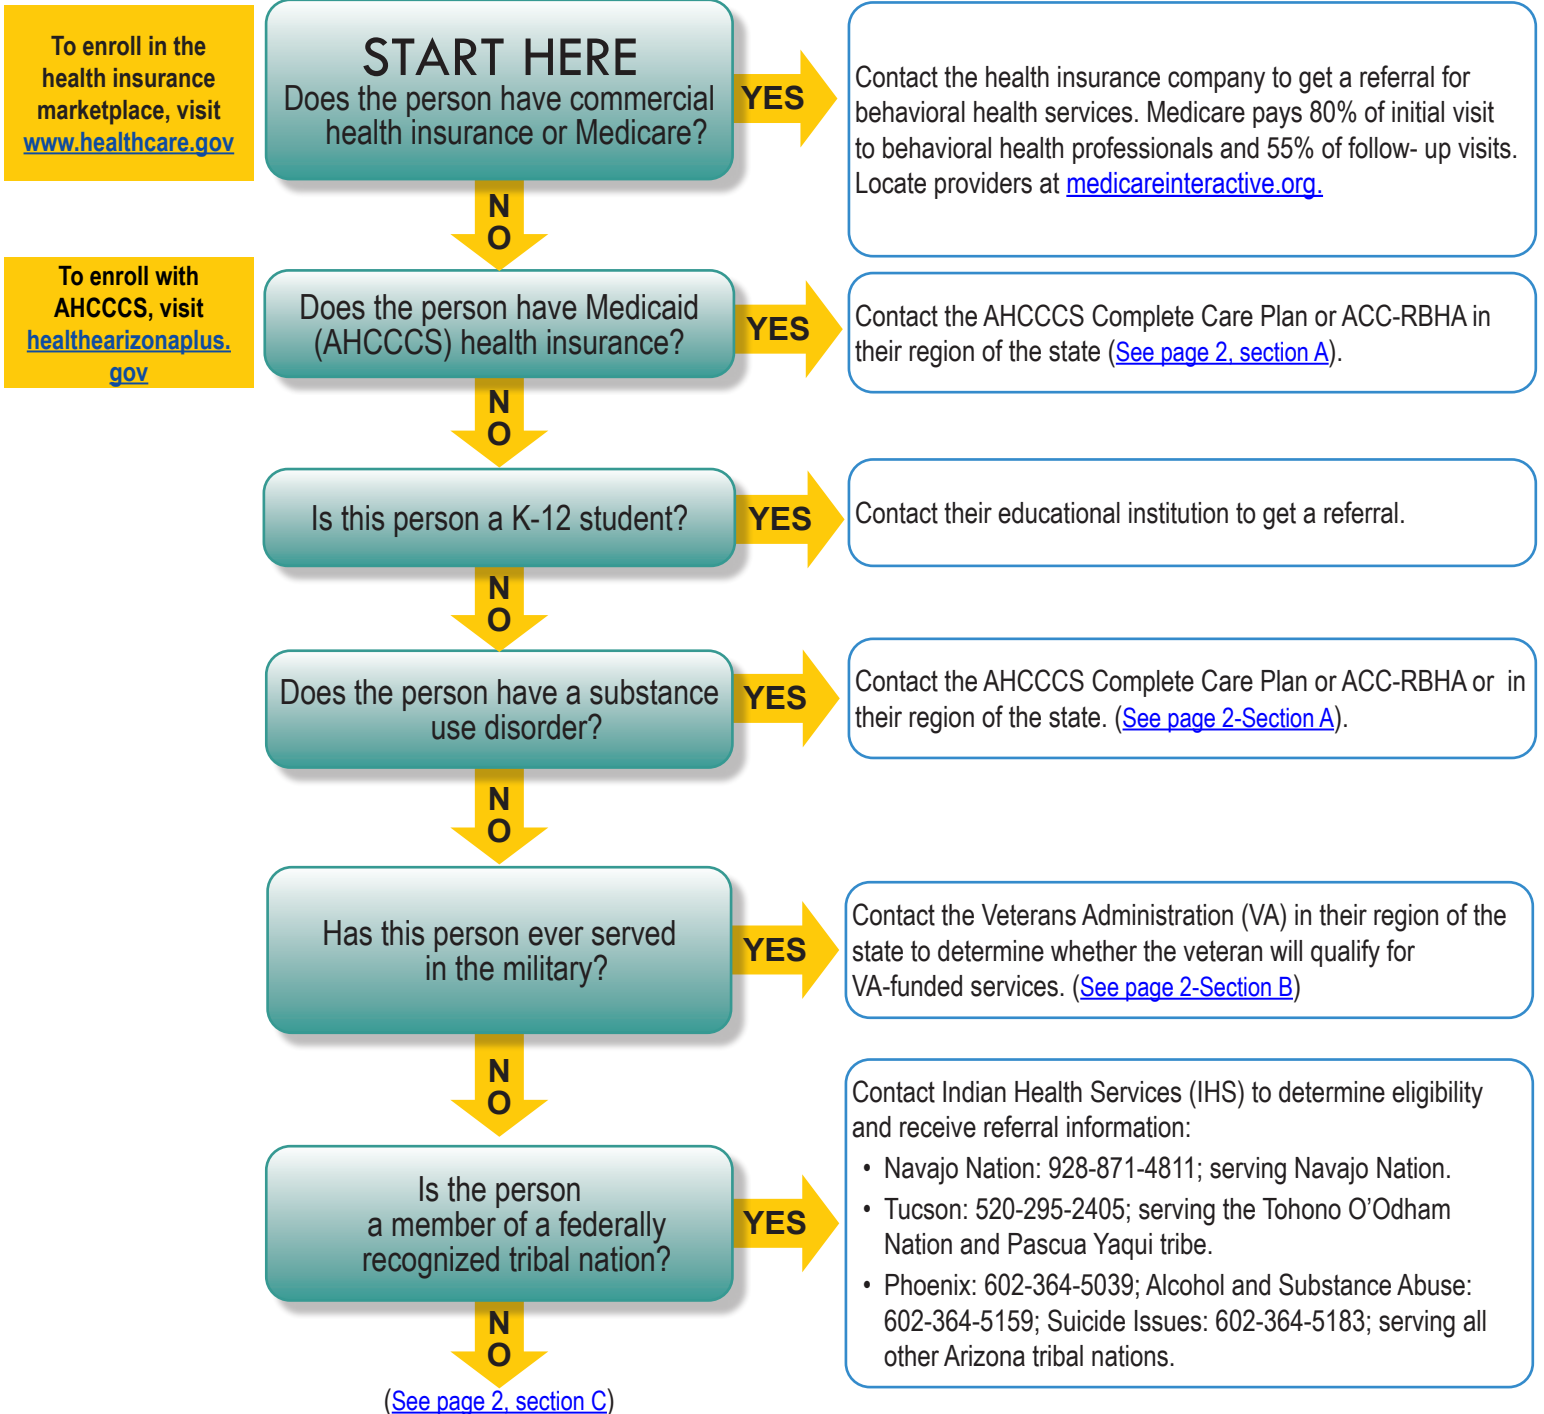 To enroll in the
health insurance
marketplace, visit
www.healthcare.gov
START HERE
Does the person have commercial
health insurance or Medicare?
YES
Contact the health insurance company to get a referral for
behavioral health services. Medicare pays 80% of initial visit
to behavioral health professionals and 55% of follow- up visits.
Locate providers at medicareinteractive.org.
N
O
To enroll with
AHCCCS, visit
healthearizonaplus.
gov
Does the person have Medicaid
(AHCCCS) health insurance?
YES
Contact the AHCCCS Complete Care Plan or ACC-RBHA in
their region of the state (See page 2, section A).
N
O
Is this person a K-12 student?
YES
Contact their educational institution to get a referral.
N
O
Does the person have a substance
use disorder?
YES
Contact the AHCCCS Complete Care Plan or ACC-RBHA or in
their region of the state. (See page 2-Section A).
N
O
Has this person ever served
in the military?
YES
Contact the Veterans Administration (VA) in their region of the
state to determine whether the veteran will qualify for
VA-funded services. (See page 2-Section B)
N
O
Is the person
a member of a federally
recognized tribal nation?
YES
Contact Indian Health Services (IHS) to determine eligibility
and receive referral information:
• Navajo Nation: 928-871-4811; serving Navajo Nation.
• Tucson: 520-295-2405; serving the Tohono O’Odham
Nation and Pascua Yaqui tribe.
• Phoenix: 602-364-5039; Alcohol and Substance Abuse:
602-364-5159; Suicide Issues: 602-364-5183; serving all
other Arizona tribal nations.
N
O
(See page 2, section C)